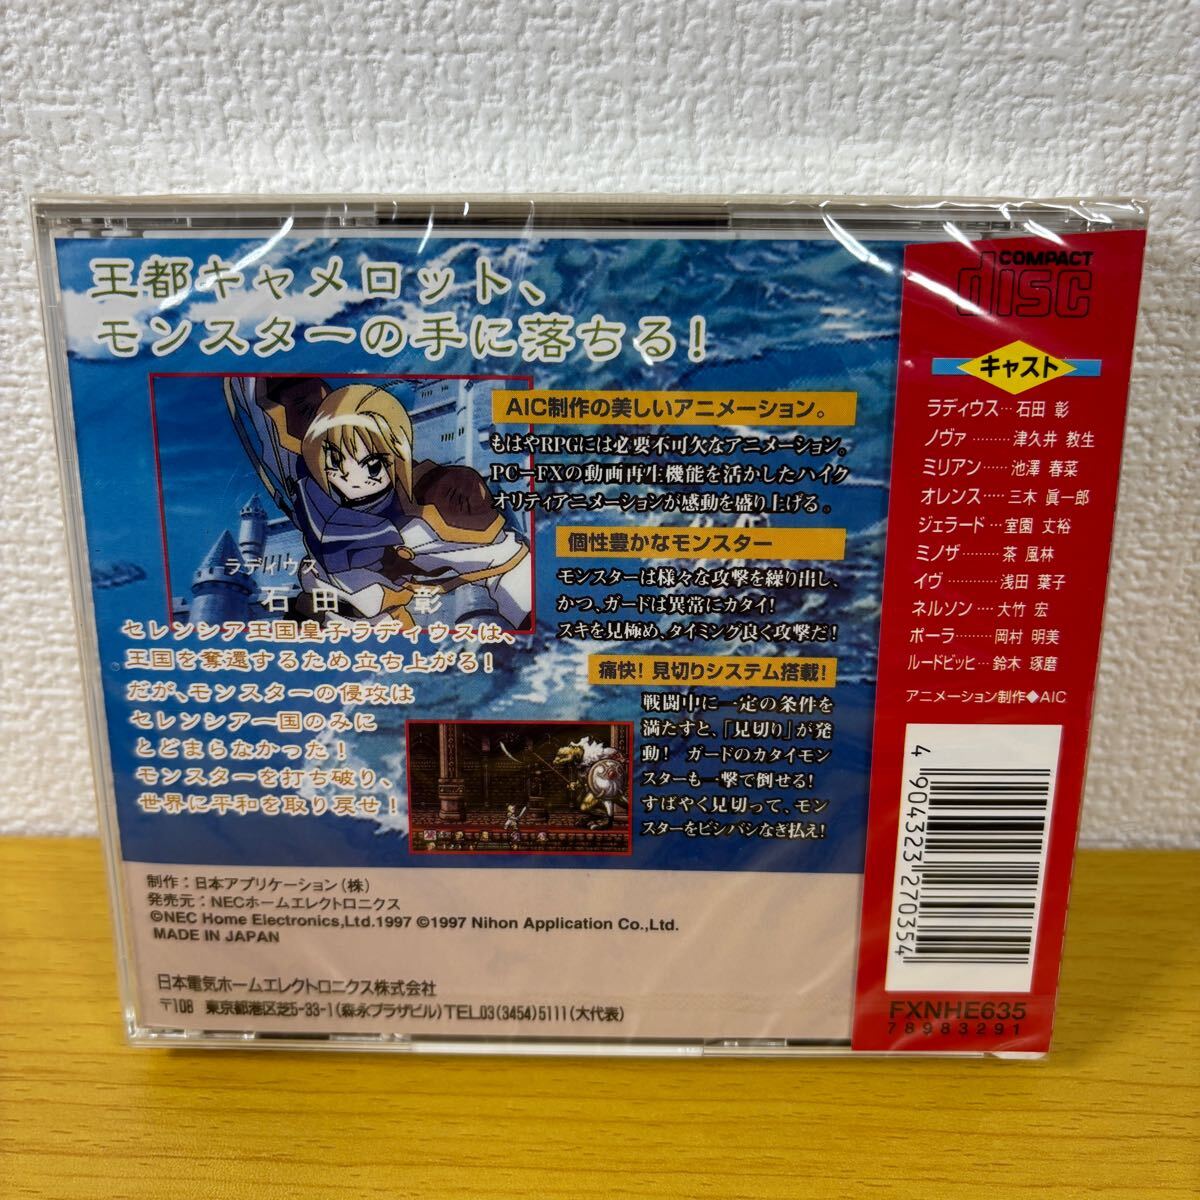 王都キャメロット、
モンスターの手に落ちる!
ラディウス
石田 彰
セレンシア王国皇子ラディウスは、
王国を奪還するため立ち上がる!
だが、モンスターの侵攻は
セレンシア一国のみに
とどまらなかった!
モンスターを打ち破り、
世界に平和を取り戻せ!
AIC制作の美しいアニメーション。
もはやRPGには必要不可欠なアニメーション。
PC-FXの動画再生機能を活かしたハイク
オリティアニメーションが感動を盛り上げる。
個性豊かなモンスター
モンスターは様々な攻撃を繰り出し、
かつ、ガードは異常にカタイ!
スキを見極め、タイミング良く攻撃だ!
痛快! 見切りシステム搭載!
戦闘中に一定の条件を
満たすと、「見切り」が発
動! ガードのカタイモン
スターも一撃で倒せる!
すばやく見切って、モン
スターをビシバシなぎ払え!
制作:日本アプリケーション(株)
発売元:NECホームエレクトロニクス
©NEC Home Electronics,Ltd.1997 ©1997 Nihon Application Co.,Ltd.
MADE IN JAPAN
日本電気ホームエレクトロニクス株式会社
〒108 東京都港区芝5-33-1(森永プラザビル)TEL.03(3454)5111(大代表)
COMPACT
disc
キャスト
ラディウス…石田 彰
ノヴァ………津久井 教生
ミリアン……池澤 春菜
オレンス……三木 眞一郎
ジェラード…室園 丈裕
ミノザ………茶 風林
イヴ…………浅田 葉子
ネルソン……大竹 宏
ポーラ………岡村 明美
ルードビッヒ…鈴木 琢磨
アニメーション制作◆AIC
4 904323 270354
FXNHE635
78983291